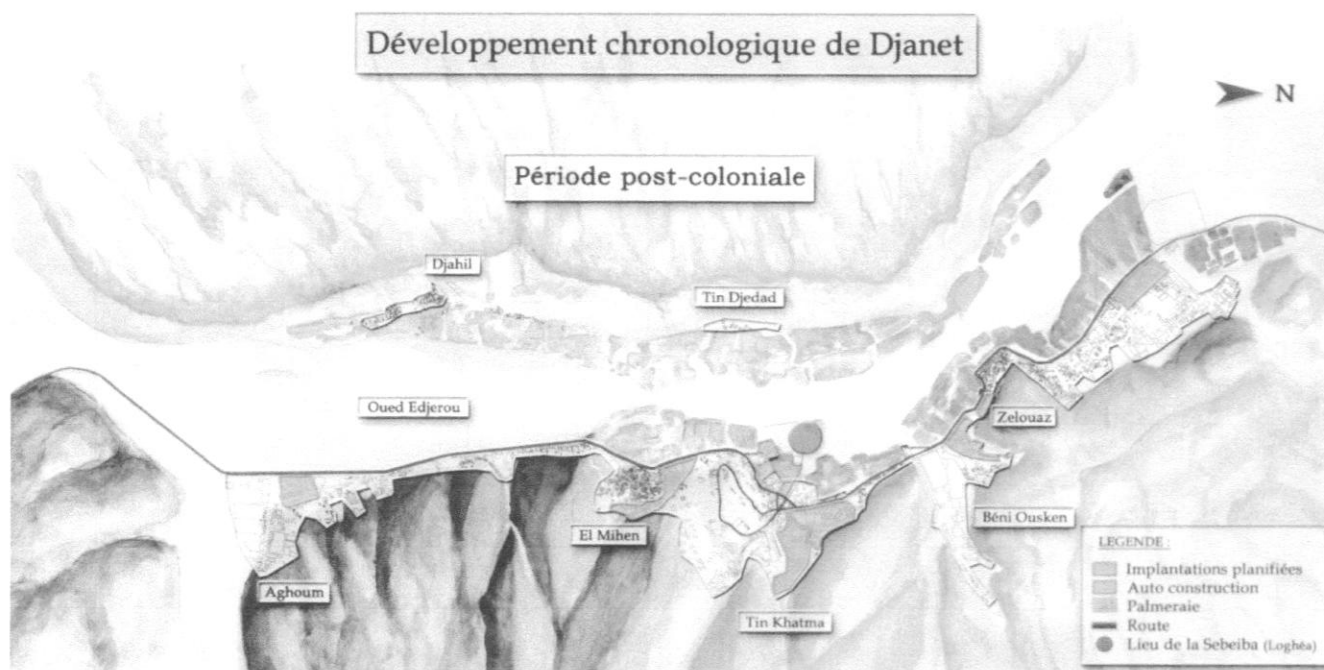 Développement chronologique de Djanet
N
Période post-coloniale
Djahil
Tin Djedad
Oued Edjerou
Zelouaz
El Mihen
Béni Ousken
Aghoum
Tin Khatma
LEGENDE :
Implantations planifiées
Auto construction
Palmeraie
Route
Lieu de la Sebeiba (Loghéa)